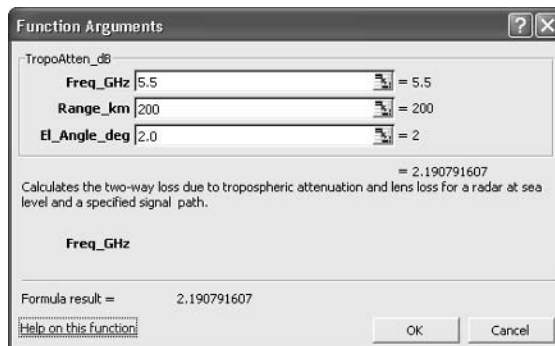 Function Arguments
TropoAtten_dB
Freq_GHz 5.5 = 5.5
Range_km 200 = 200
El_Angle_deg 2.0 = 2
= 2.190791607
Calculates the two-way loss due to tropospheric attenuation and lens loss for a radar at sea
level and a specified signal path.
Freq_GHz
Formula result = 2.190791607
Help on this function OK Cancel